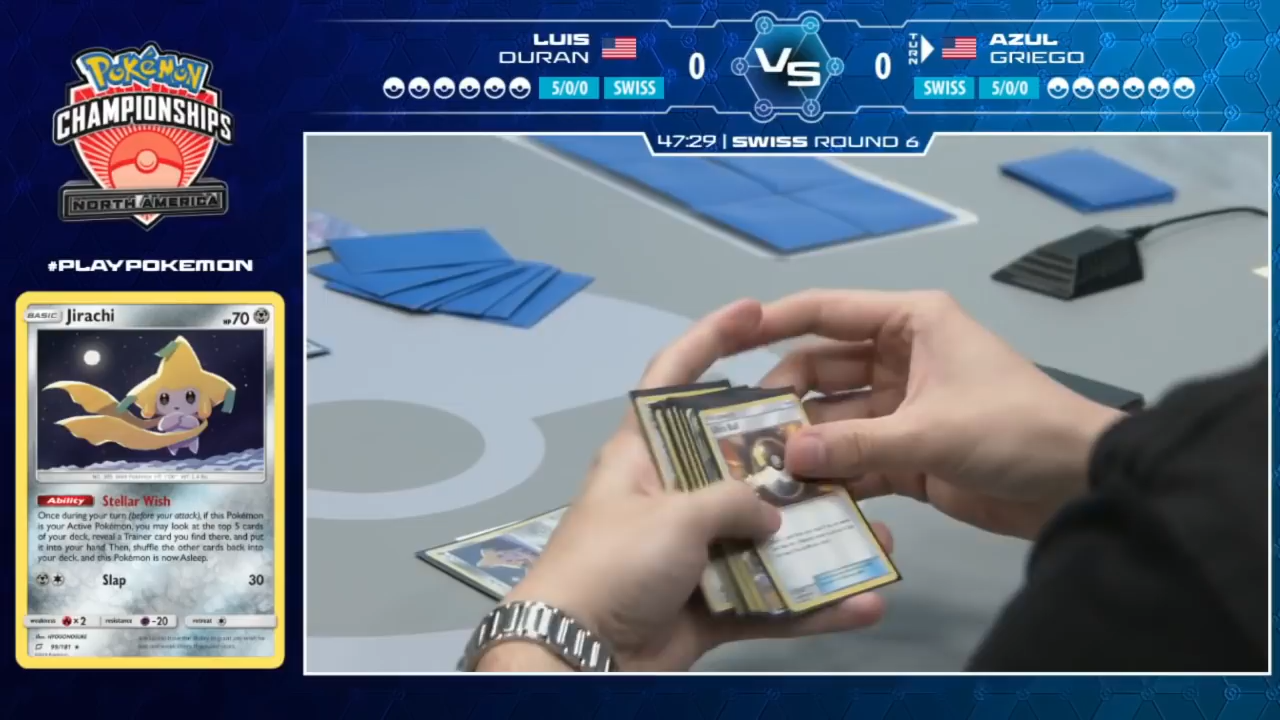 LUIS
DURAN
0
VS
0
TURN
AZUL
GRIEGO
5/0/0
SWISS
SWISS
5/0/0
47:29 | SWISS ROUND 6
POKÉMON
CHAMPIONSHIPS
NORTH AMERICA
#PLAYPOKEMON
BASIC Jirachi HP70
Ability Stellar Wish
Once during your turn (before your attack), if this Pokémon
is your Active Pokémon, you may look at the top 5 cards
of your deck, reveal a Trainer card you find there, and put
it into your hand. Then, shuffle the other cards back into
your deck, and this Pokémon is now Asleep.
Slap 30
weakness ×2 resistance -20 retreat
99/181